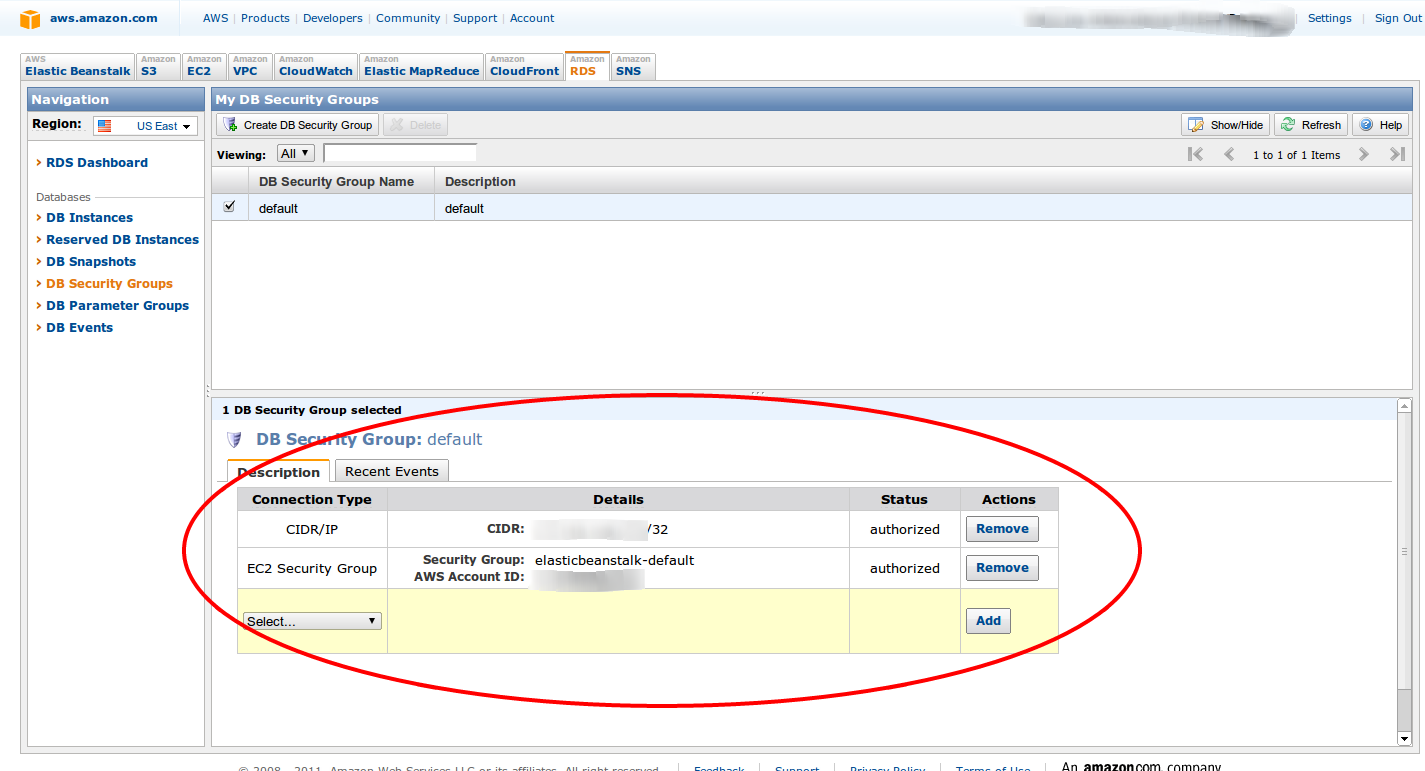 aws.amazon.com AWS | Products | Developers | Community | Support | Account | Settings | Sign Out
AWS Elastic Beanstalk
Amazon S3
Amazon EC2
Amazon VPC
Amazon CloudWatch
Amazon Elastic MapReduce
Amazon CloudFront
Amazon RDS
Amazon SNS
Navigation
Region: US East
RDS Dashboard
Databases
DB Instances
Reserved DB Instances
DB Snapshots
DB Security Groups
DB Parameter Groups
DB Events
My DB Security Groups
Create DB Security Group Delete Show/Hide Refresh Help
Viewing: All 1 to 1 of 1 Items
DB Security Group Name Description
default default
1 DB Security Group selected
DB Security Group: default
Description Recent Events
Connection Type Details Status Actions
CIDR/IP CIDR: /32 authorized Remove
EC2 Security Group Security Group: elasticbeanstalk-default authorized Remove
AWS Account ID:
Select... Add
© 2008 - 2011, Amazon Web Services LLC or its affiliates. All right reserved. | Feedback | Support | Privacy Policy | Terms of Use | An amazon.com. company